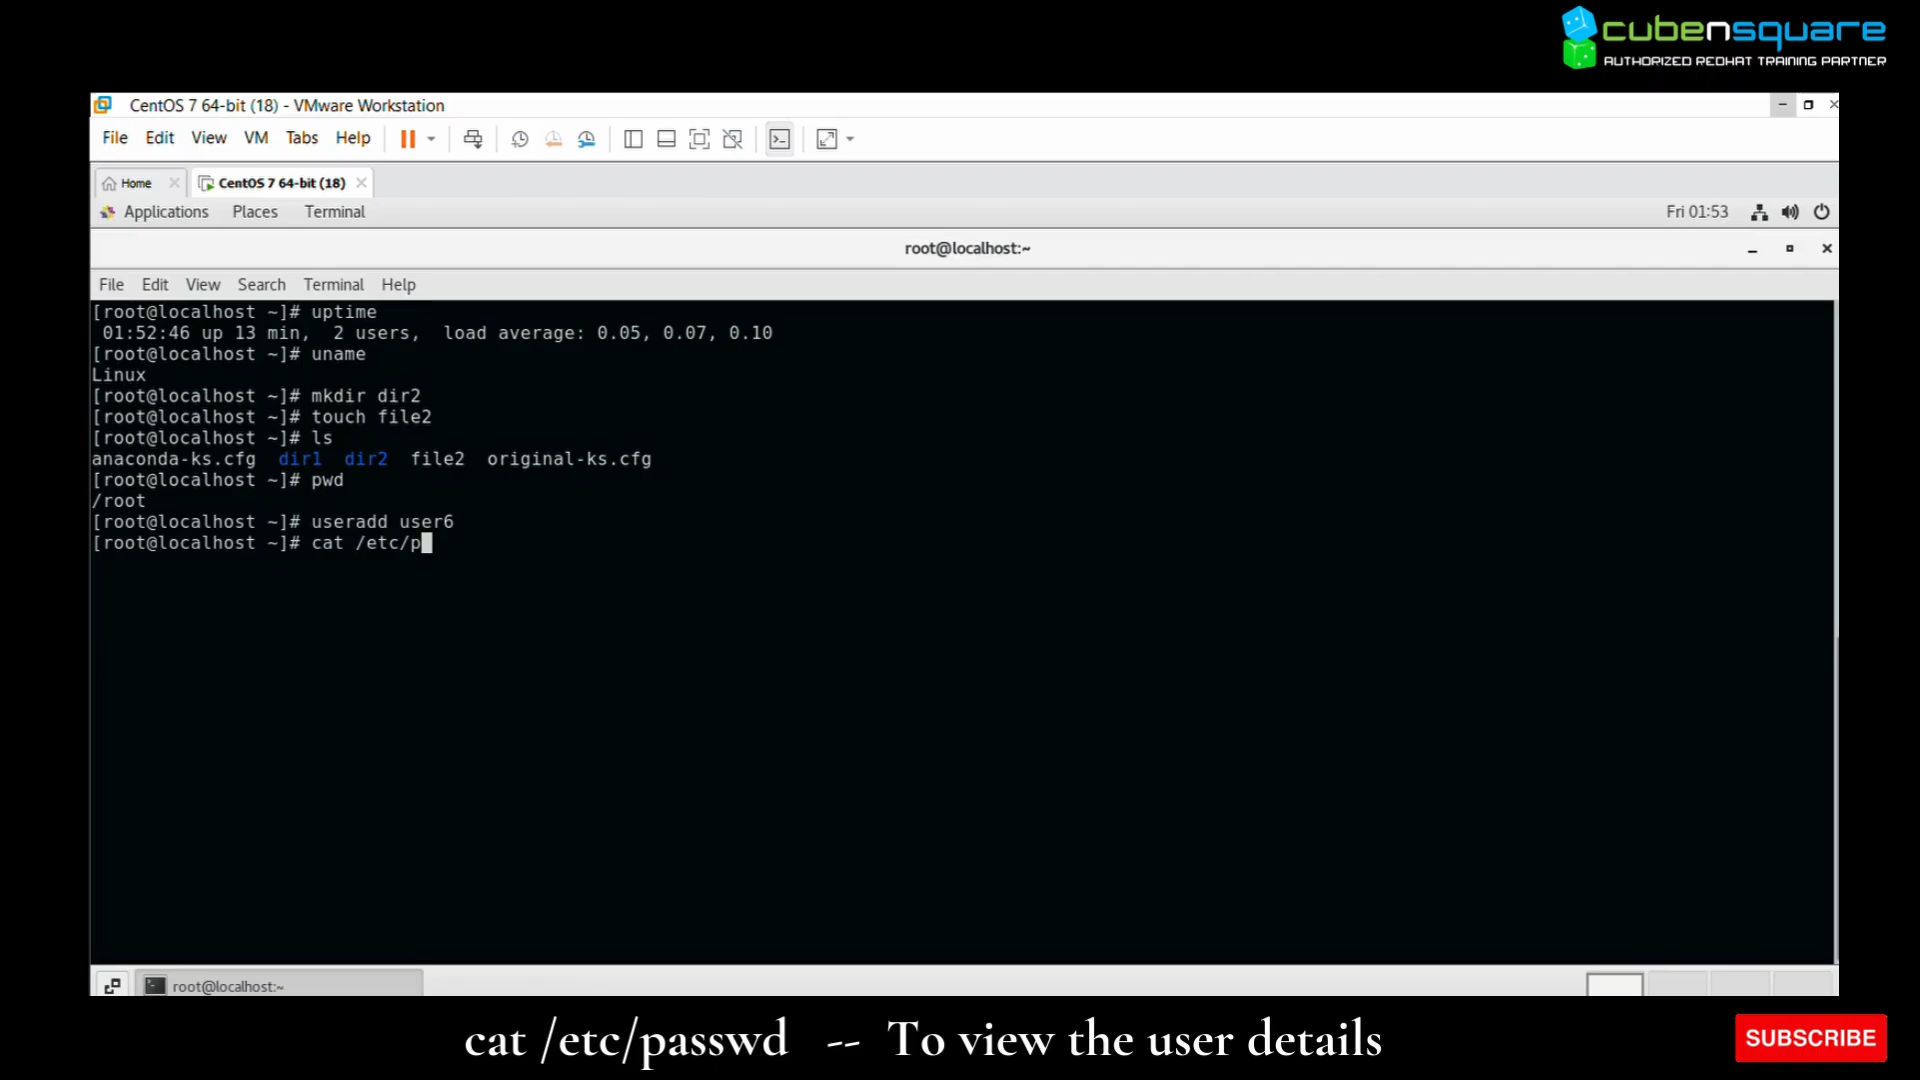 cubensquare
AUTHORIZED REDHAT TRAINING PARTNER
CentOS 7 64-bit (18) - VMware Workstation
File Edit View VM Tabs Help
Home CentOS 7 64-bit (18)
Applications Places Terminal Fri 01:53
root@localhost:~
File Edit View Search Terminal Help
[root@localhost ~]# uptime
01:52:46 up 13 min, 2 users, load average: 0.05, 0.07, 0.10
[root@localhost ~]# uname
Linux
[root@localhost ~]# mkdir dir2
[root@localhost ~]# touch file2
[root@localhost ~]# ls
anaconda-ks.cfg dir1 dir2 file2 original-ks.cfg
[root@localhost ~]# pwd
/root
[root@localhost ~]# useradd user6
[root@localhost ~]# cat /etc/p
root@localhost:~
cat /etc/passwd -- To view the user details
SUBSCRIBE